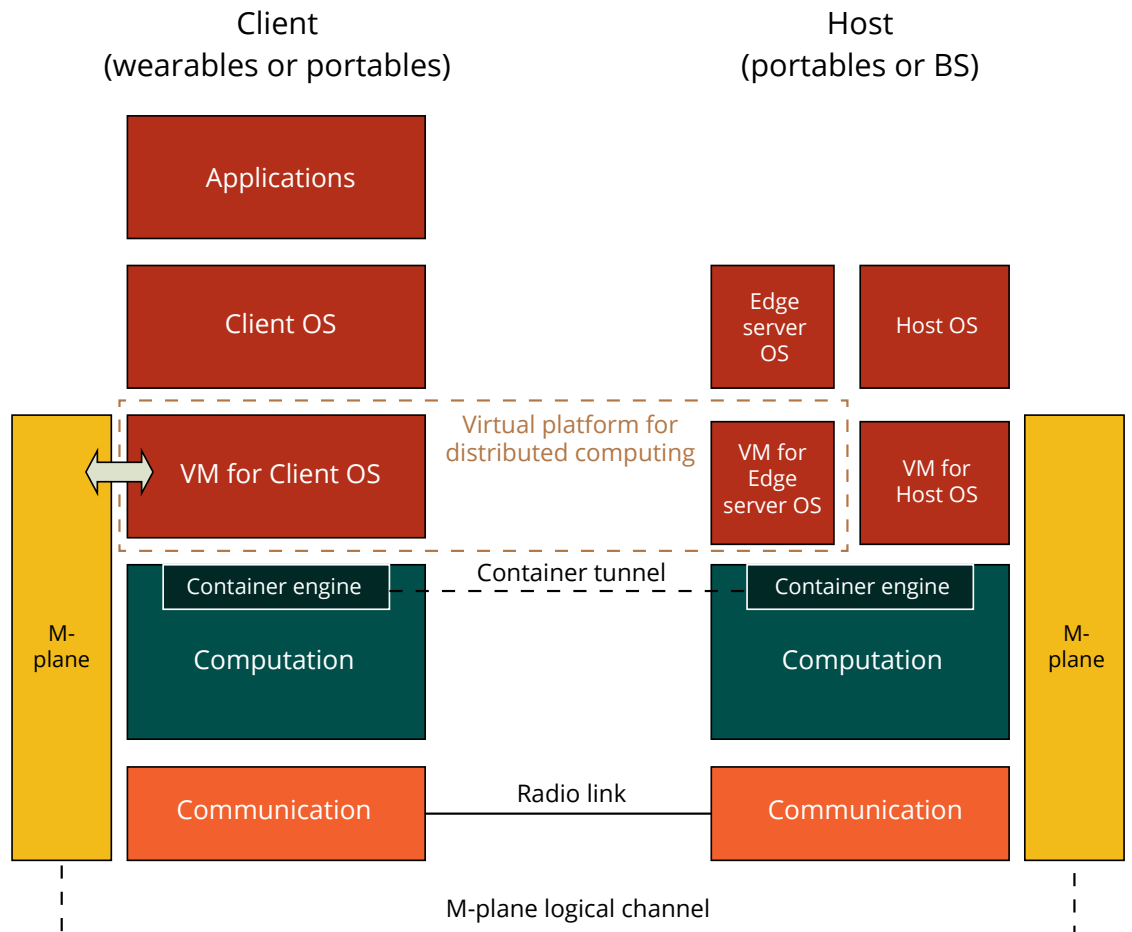 Client
(wearables or portables)
Host
(portables or BS)
Applications
Client OS
Edge
server
OS
Host OS
Virtual platform for
distributed computing
VM for Client OS
VM for
Edge
server OS
VM for
Host OS
Container tunnel
Container engine
Container engine
M-
plane
Computation
Computation
M-
plane
Radio link
Communication
Communication
M-plane logical channel